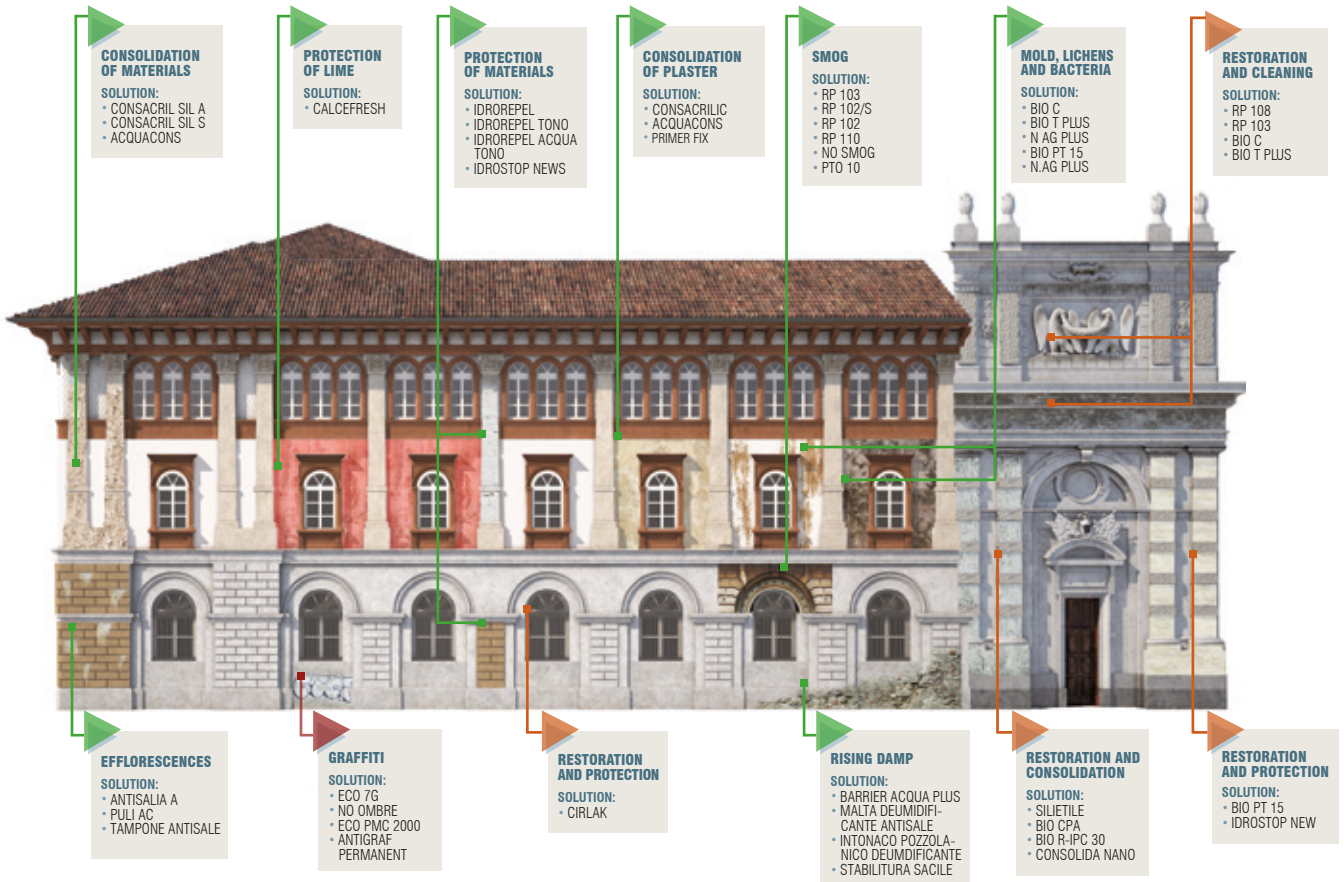 CONSOLIDATION
OF MATERIALS
SOLUTION:
• CONSACRIL SIL A
• CONSACRIL SIL S
• ACQUACONS
PROTECTION
OF LIME
SOLUTION:
• CALCEFRESH
PROTECTION
OF MATERIALS
SOLUTION:
• IDROREPEL
• IDROREPEL TONO
• IDROREPEL ACQUA
TONO
• IDROSTOP NEWS
CONSOLIDATION
OF PLASTER
SOLUTION:
• CONSACRILIC
• ACQUACONS
• PRIMER FIX
SMOG
SOLUTION:
• RP 103
• RP 102/S
• RP 102
• RP 110
• NO SMOG
• PTO 10
MOLD, LICHENS
AND BACTERIA
SOLUTION:
• BIO C
• BIO T PLUS
• N AG PLUS
• BIO PT 15
• N.AG PLUS
RESTORATION
AND CLEANING
SOLUTION:
• RP 108
• RP 103
• BIO C
• BIO T PLUS
EFFLORESCENCES
SOLUTION:
• ANTISALIA A
• PULI AC
• TAMPONE ANTISALE
GRAFFITI
SOLUTION:
• ECO 7G
• NO OMBRE
• ECO PMC 2000
• ANTIGRAF
PERMANENT
RESTORATION
AND PROTECTION
SOLUTION:
• CIRLAK
RISING DAMP
SOLUTION:
• BARRIER ACQUA PLUS
• MALTA DEUMIDIFI-
CANTE ANTISALE
• INTONACO POZZOLA-
NICO DEUMDIFICANTE
• STABILITURA SACILE
RESTORATION AND
CONSOLIDATION
SOLUTION:
• SILIETILE
• BIO CPA
• BIO R-IPC 30
• CONSOLIDA NANO
RESTORATION
AND PROTECTION
SOLUTION:
• BIO PT 15
• IDROSTOP NEW